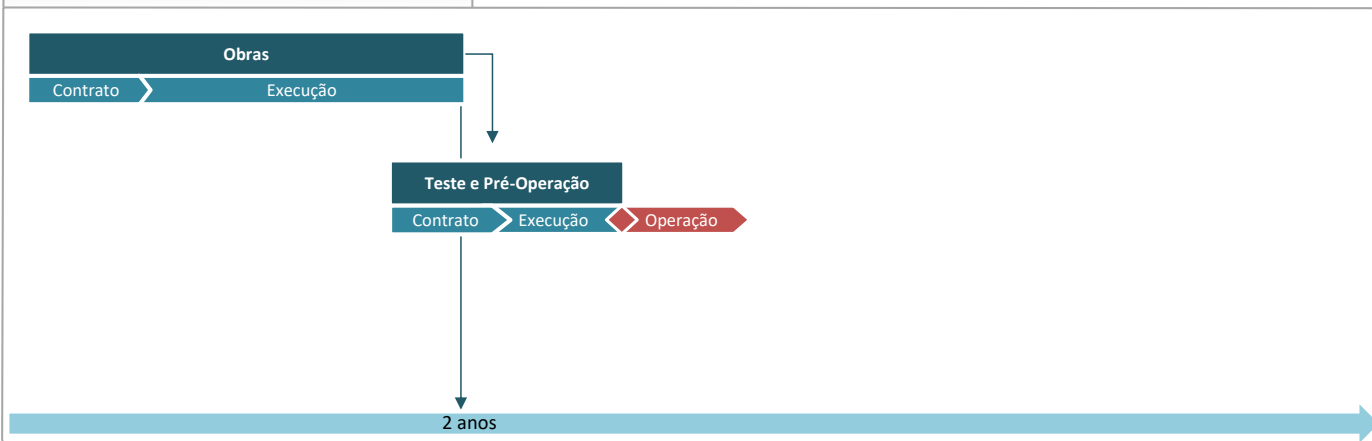 Obras
Contrato Execução
Teste e Pré-Operação
Contrato Execução Operação
2 anos